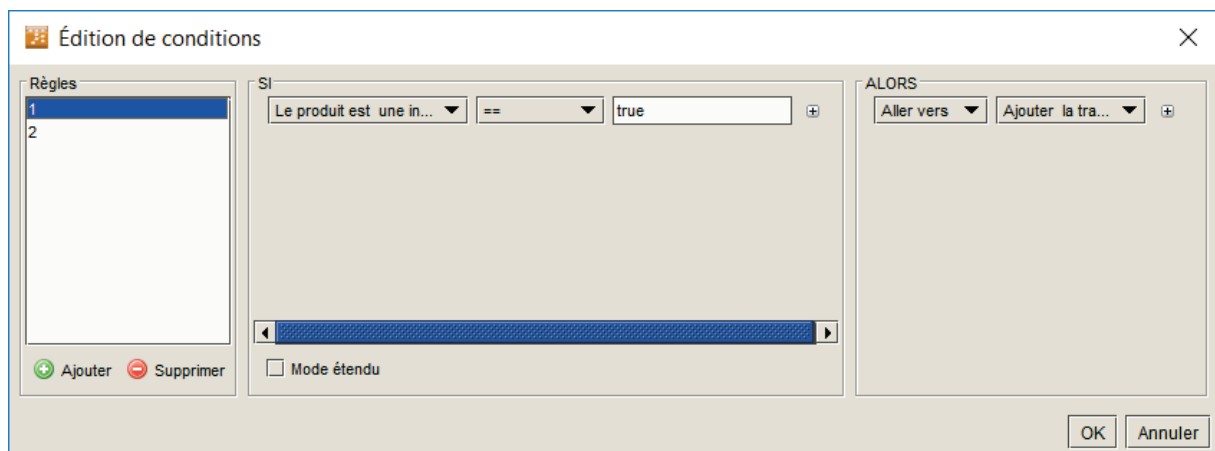 Édition de conditions
Règles
1
2
Ajouter Supprimer
SI
Le produit est une in... == true
Mode étendu
ALORS
Aller vers Ajouter la tra...
OK Annuler